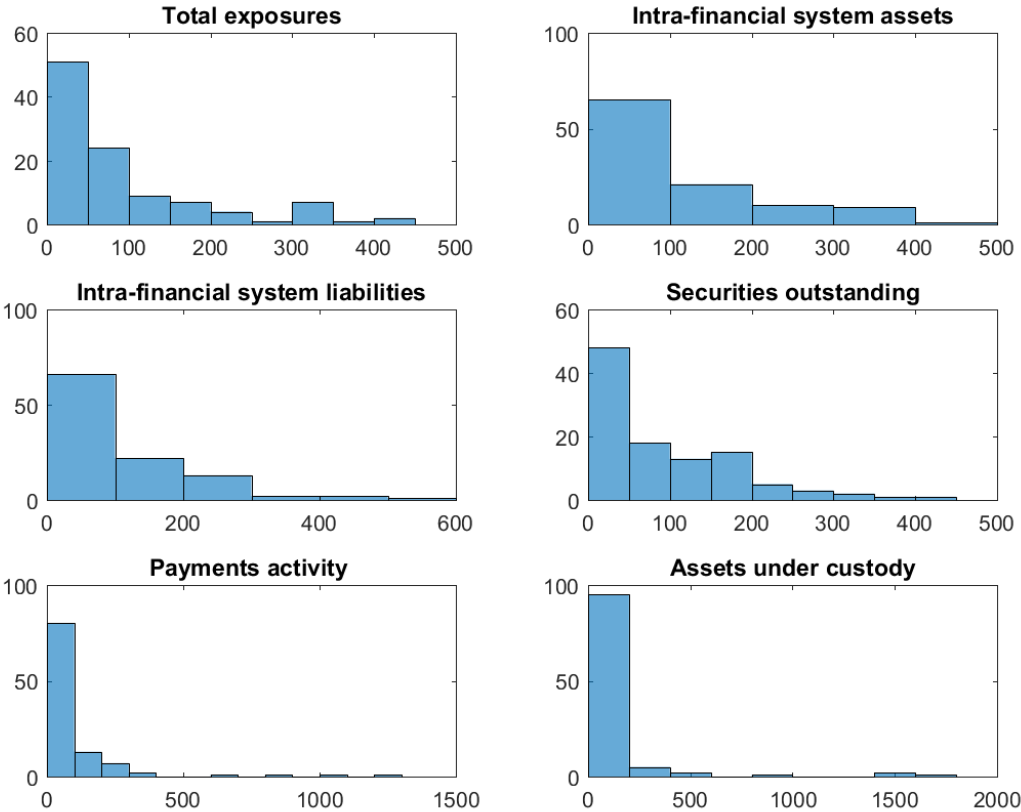 Total exposures
60
40
20
0
0 100 200 300 400 500
Intra-financial system assets
100
50
0
0 100 200 300 400 500
Intra-financial system liabilities
100
50
0
0 200 400 600
Securities outstanding
60
40
20
0
0 100 200 300 400 500
Payments activity
100
50
0
0 500 1000 1500
Assets under custody
100
50
0
0 500 1000 1500 2000